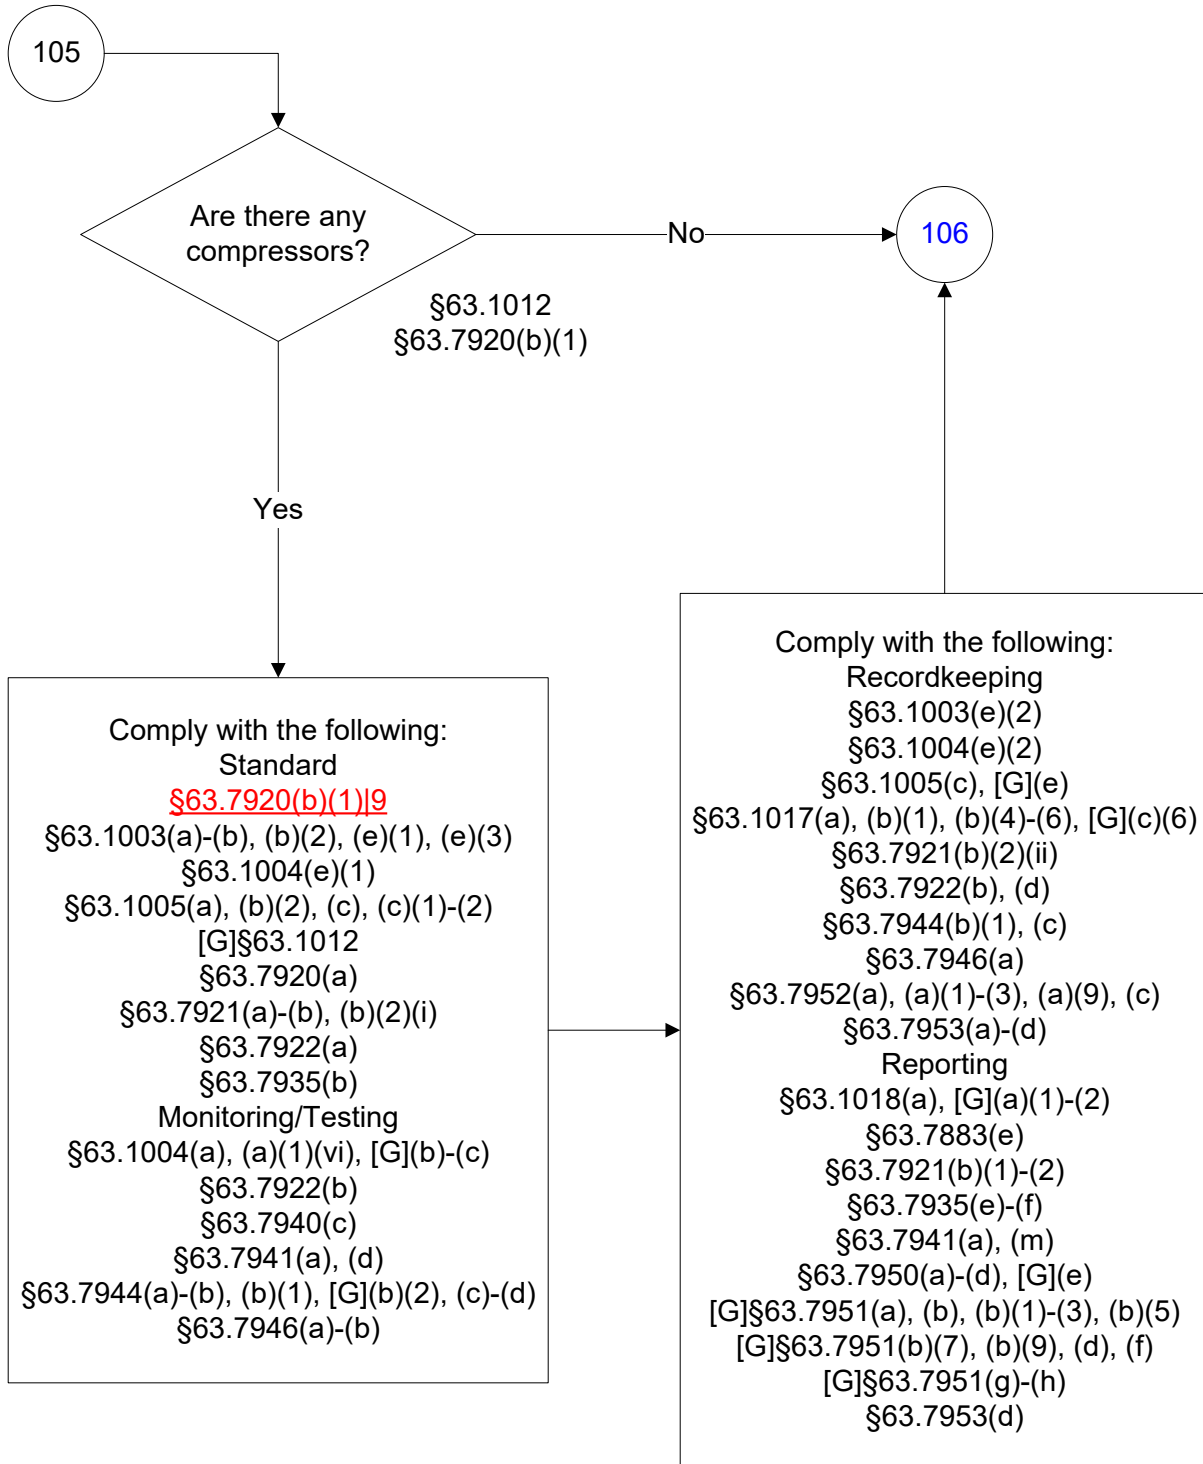 105
Are there any
compressors?
No
106
§63.1012
§63.7920(b)(1)
Yes
Comply with the following:
Standard
§63.7920(b)(1)|9
§63.1003(a)-(b), (b)(2), (e)(1), (e)(3)
§63.1004(e)(1)
§63.1005(a), (b)(2), (c), (c)(1)-(2)
[G]§63.1012
§63.7920(a)
§63.7921(a)-(b), (b)(2)(i)
§63.7922(a)
§63.7935(b)
Monitoring/Testing
§63.1004(a), (a)(1)(vi), [G](b)-(c)
§63.7922(b)
§63.7940(c)
§63.7941(a), (d)
§63.7944(a)-(b), (b)(1), [G](b)(2), (c)-(d)
§63.7946(a)-(b)
Comply with the following:
Recordkeeping
§63.1003(e)(2)
§63.1004(e)(2)
§63.1005(c), [G](e)
§63.1017(a), (b)(1), (b)(4)-(6), [G](c)(6)
§63.7921(b)(2)(ii)
§63.7922(b), (d)
§63.7944(b)(1), (c)
§63.7946(a)
§63.7952(a), (a)(1)-(3), (a)(9), (c)
§63.7953(a)-(d)
Reporting
§63.1018(a), [G](a)(1)-(2)
§63.7883(e)
§63.7921(b)(1)-(2)
§63.7935(e)-(f)
§63.7941(a), (m)
§63.7950(a)-(d), [G](e)
[G]§63.7951(a), (b), (b)(1)-(3), (b)(5)
[G]§63.7951(b)(7), (b)(9), (d), (f)
[G]§63.7951(g)-(h)
§63.7953(d)